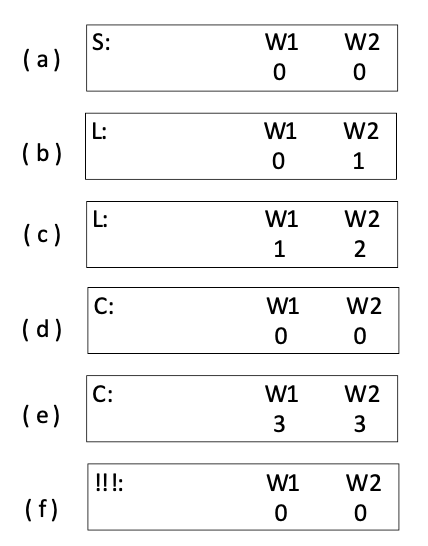 ( a ) S: W1 W2
0 0
( b ) L: W1 W2
0 1
( c ) L: W1 W2
1 2
( d ) C: W1 W2
0 0
( e ) C: W1 W2
3 3
( f ) !!!: W1 W2
0 0